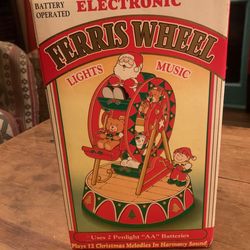 BATTERY
OPERATED
ELECTRONIC
FERRIS WHEEL
LIGHTS
MUSIC
Uses 2 Penlight "AA" Batteries
Plays 12 Christmas Melodies In Harmony Sound